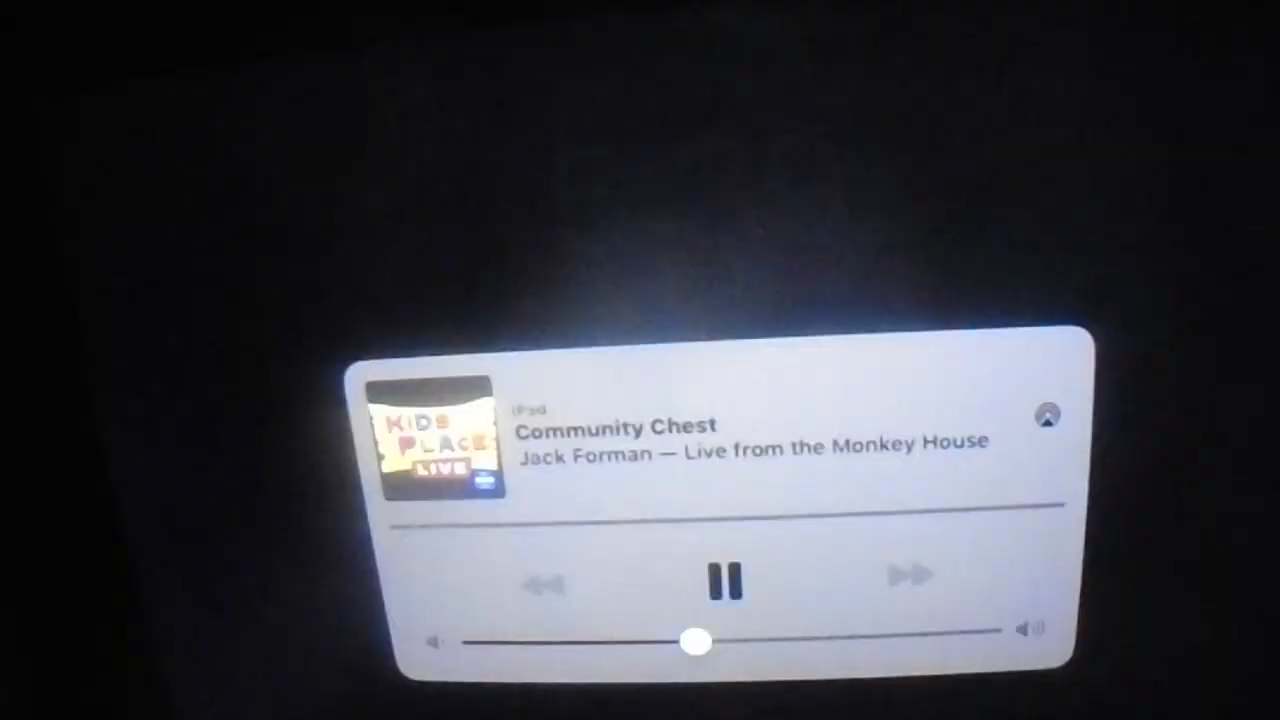 KIDS
PLACE
LIVE
iPad
Community Chest
Jack Forman — Live from the Monkey House